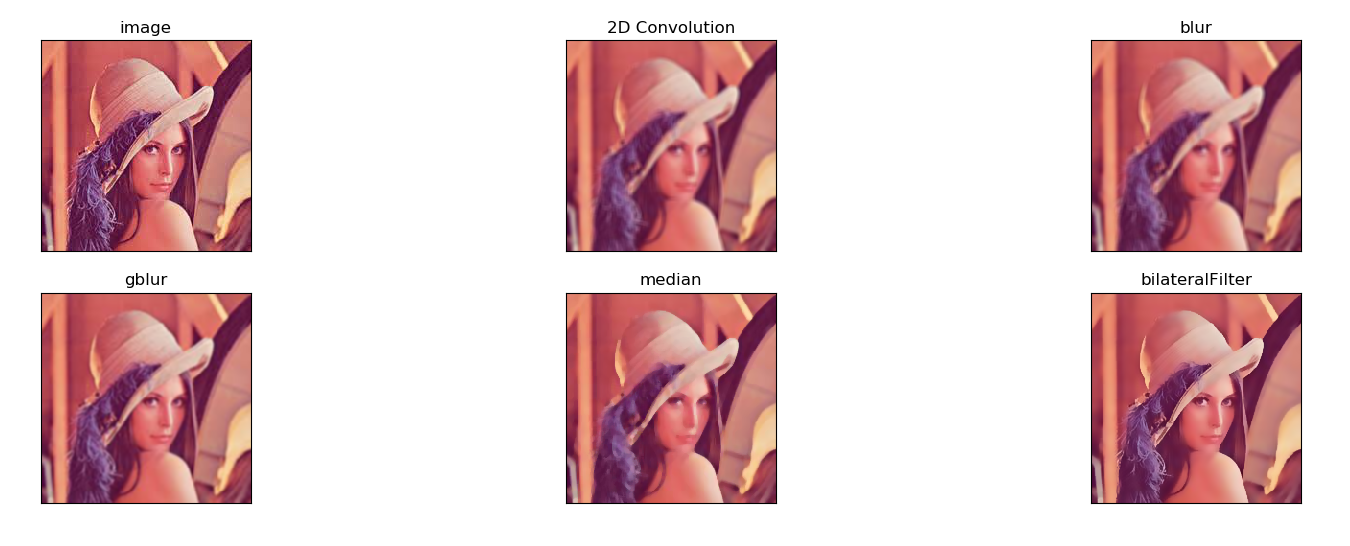 image
2D Convolution
blur
gblur
median
bilateralFilter